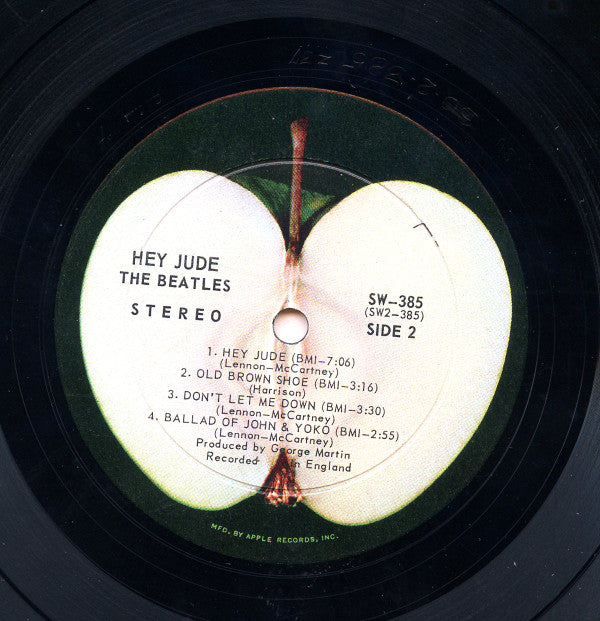 HEY JUDE
THE BEATLES
STEREO
SW–385
(SW2–385)
SIDE 2
1. HEY JUDE (BMI–7:06)
(Lennon–McCartney)
2. OLD BROWN SHOE (BMI–3:16)
(Harrison)
3. DON'T LET ME DOWN (BMI–3:30)
(Lennon–McCartney)
4. BALLAD OF JOHN & YOKO (BMI–2:55)
(Lennon–McCartney)
Produced by George Martin
Recorded in England
MFD. BY APPLE RECORDS, INC.